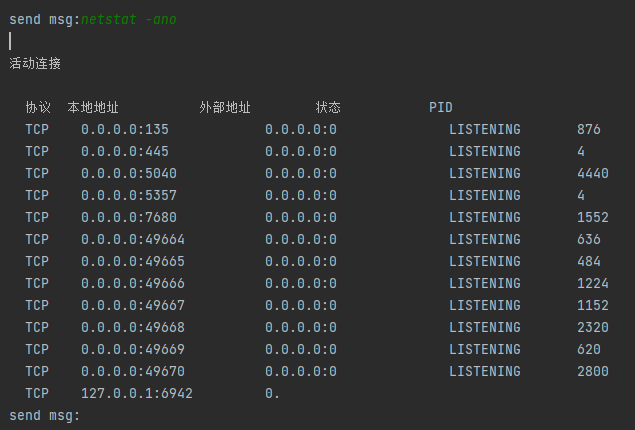 send msg:netstat -ano
活动连接
协议 本地地址 外部地址 状态 PID
TCP 0.0.0.0:135 0.0.0.0:0 LISTENING 876
TCP 0.0.0.0:445 0.0.0.0:0 LISTENING 4
TCP 0.0.0.0:5040 0.0.0.0:0 LISTENING 4440
TCP 0.0.0.0:5357 0.0.0.0:0 LISTENING 4
TCP 0.0.0.0:7680 0.0.0.0:0 LISTENING 1552
TCP 0.0.0.0:49664 0.0.0.0:0 LISTENING 636
TCP 0.0.0.0:49665 0.0.0.0:0 LISTENING 484
TCP 0.0.0.0:49666 0.0.0.0:0 LISTENING 1224
TCP 0.0.0.0:49667 0.0.0.0:0 LISTENING 1152
TCP 0.0.0.0:49668 0.0.0.0:0 LISTENING 2320
TCP 0.0.0.0:49669 0.0.0.0:0 LISTENING 620
TCP 0.0.0.0:49670 0.0.0.0:0 LISTENING 2800
TCP 127.0.0.1:6942 0.
send msg: